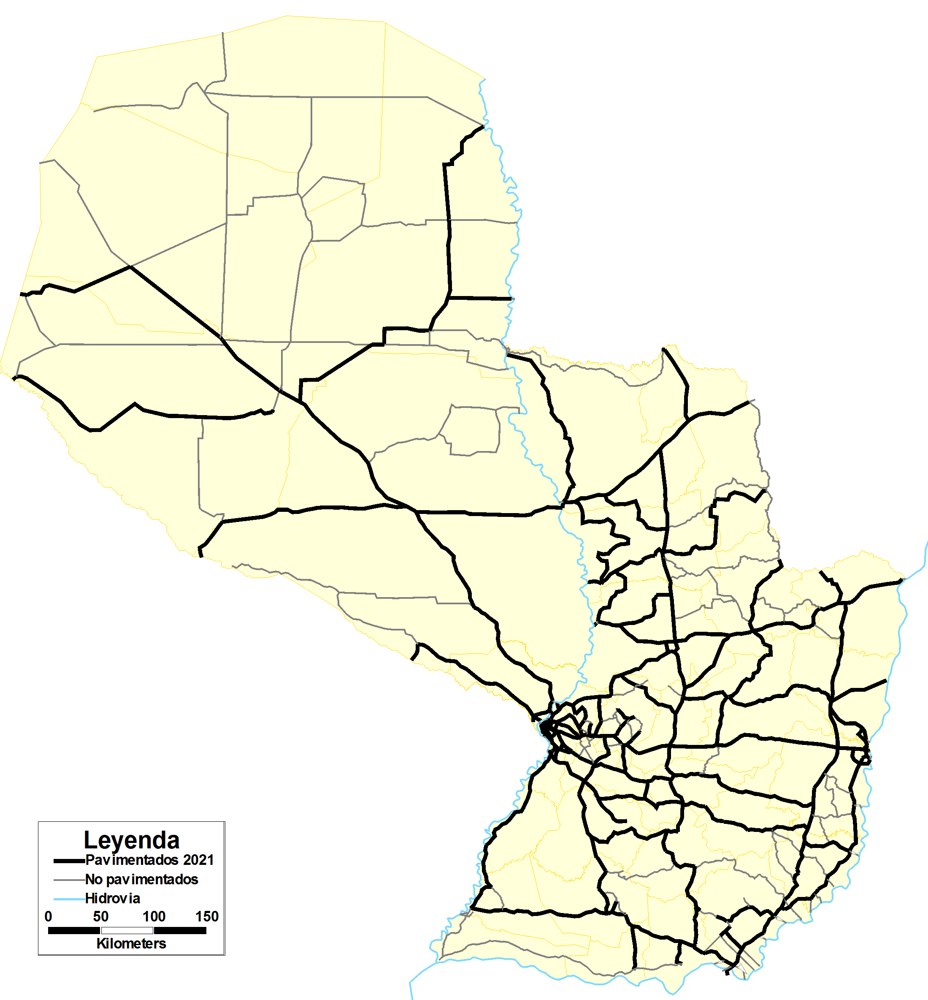 Leyenda
Pavimentados 2021
No pavimentados
Hidrovia
0 50 100 150
Kilometers